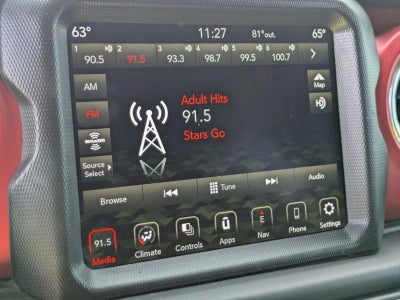 63° 11:27 81°out. 65°
1 2 3 4 5 6
90.5 91.5 93.3 98.7 99.5 100.7
AM
Map
Adult Hits
FM
91.5
Stars Go
Source
Select
Browse Tune Audio
91.5 E
Media Climate Controls Apps Nav Phone Settings